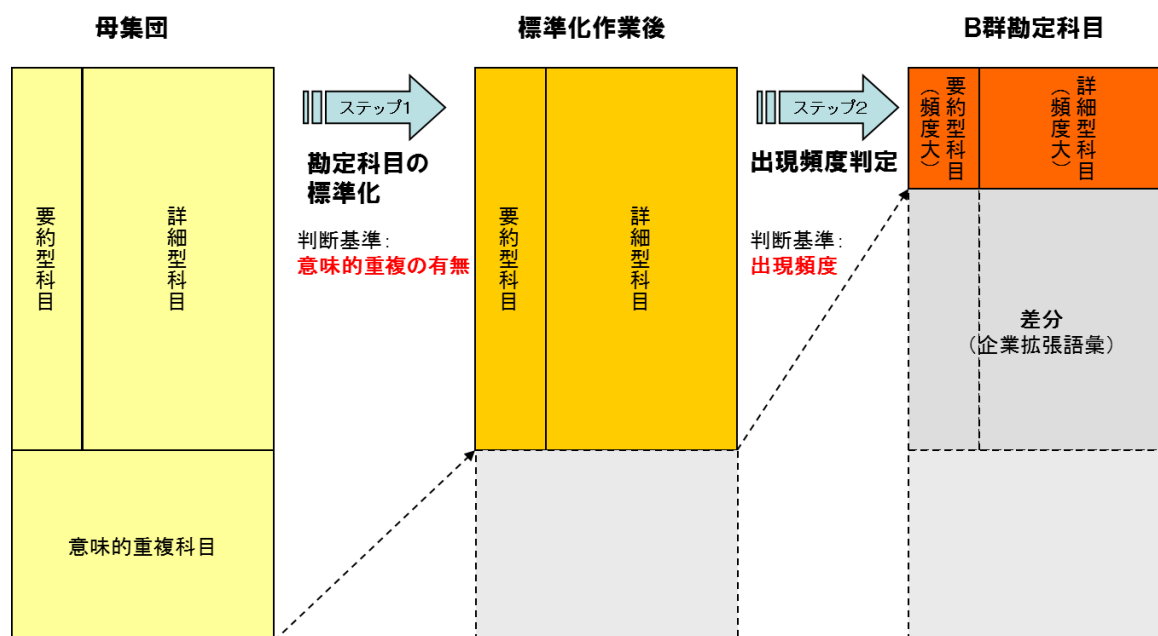 母集団
標準化作業後
B群勘定科目
要約型科目
詳細型科目
意味的重複科目
ステップ1
勘定科目の
標準化
判断基準:
意味的重複の有無
要約型科目
詳細型科目
ステップ2
出現頻度判定
判断基準:
出現頻度
要約型科目
(頻度大)
詳細型科目
(頻度大)
差分
(企業拡張語彙)